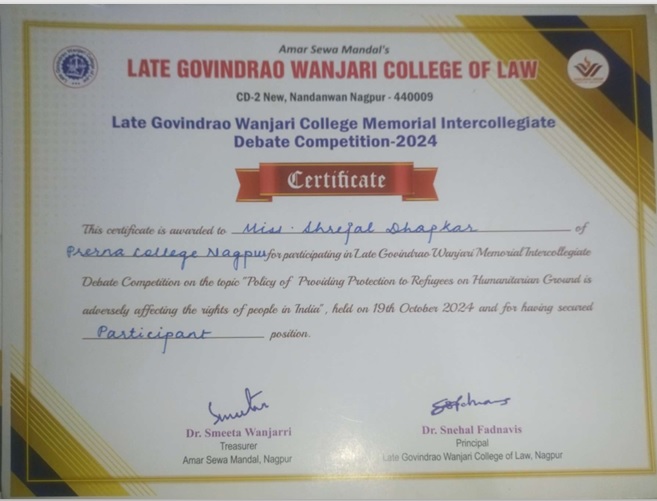 Amar Sewa Mandal's
LATE GOVINDRAO WANJARI COLLEGE OF LAW
CD-2 New, Nandanwan Nagpur - 440009
Late Govindrao Wanjari College Memorial Intercollegiate
Debate Competition-2024
Certificate
This certificate is awarded to Miss. Shrejal Dhapkar of
Prerna College Nagpur for participating in Late Govindrao Wanjari Memorial Intercollegiate
Debate Competition on the topic "Policy of Providing Protection to Refugees on Humanitarian Ground is
adversely affecting the rights of people in India", held on 19th October 2024 and for having secured
Participant position.
Dr. Smeeta Wanjarri
Treasurer
Amar Sewa Mandal, Nagpur
Dr. Snehal Fadnavis
Principal
Late Govindrao Wanjari College of Law, Nagpur